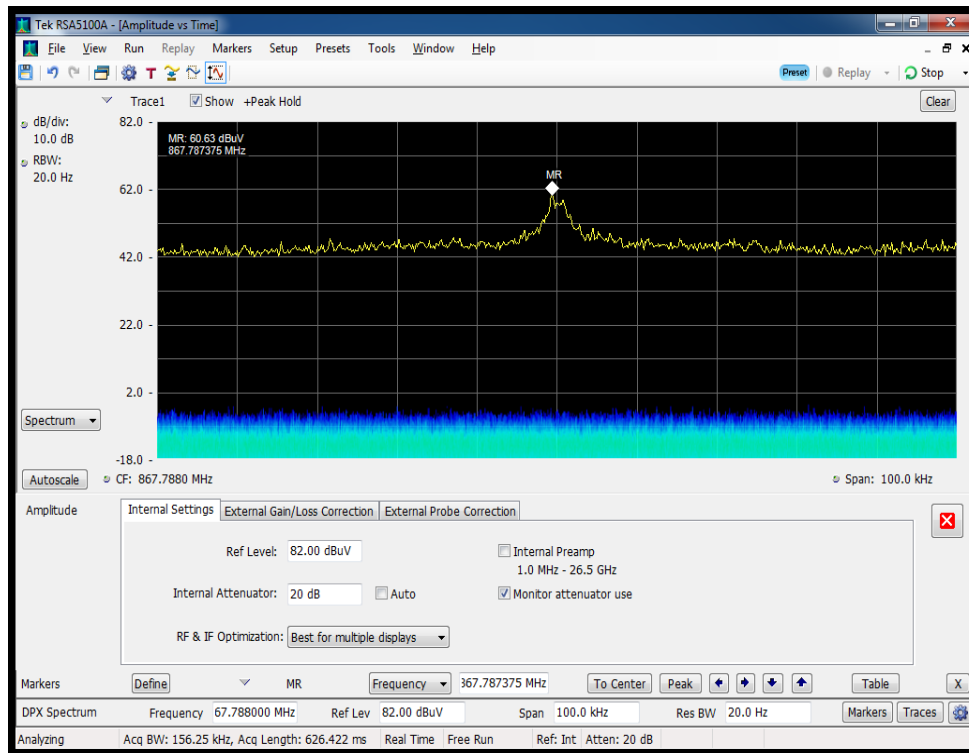 Tek RSA5100A - [Amplitude vs Time]
File View Run Replay Markers Setup Presets Tools Window Help
T Preset Replay Stop
Trace1 Show +Peak Hold Clear
dB/div:
10.0 dB
RBW:
20.0 Hz
82.0 -
MR: 60.63 dBuV
867.787375 MHz
MR
62.0 -
42.0 -
22.0 -
2.0 -
Spectrum
-18.0 -
Autoscale CF: 867.7880 MHz Span: 100.0 kHz
Amplitude Internal Settings External Gain/Loss Correction External Probe Correction
Ref Level: 82.00 dBuV Internal Preamp
1.0 MHz - 26.5 GHz
Internal Attenuator: 20 dB Auto Monitor attenuator use
RF & IF Optimization: Best for multiple displays
Markers Define MR Frequency 367.787375 MHz To Center Peak Table X
DPX Spectrum Frequency 67.788000 MHz Ref Lev 82.00 dBuV Span 100.0 kHz Res BW 20.0 Hz Markers Traces
Analyzing Acq BW: 156.25 kHz, Acq Length: 626.422 ms Real Time Free Run Ref: Int Atten: 20 dB